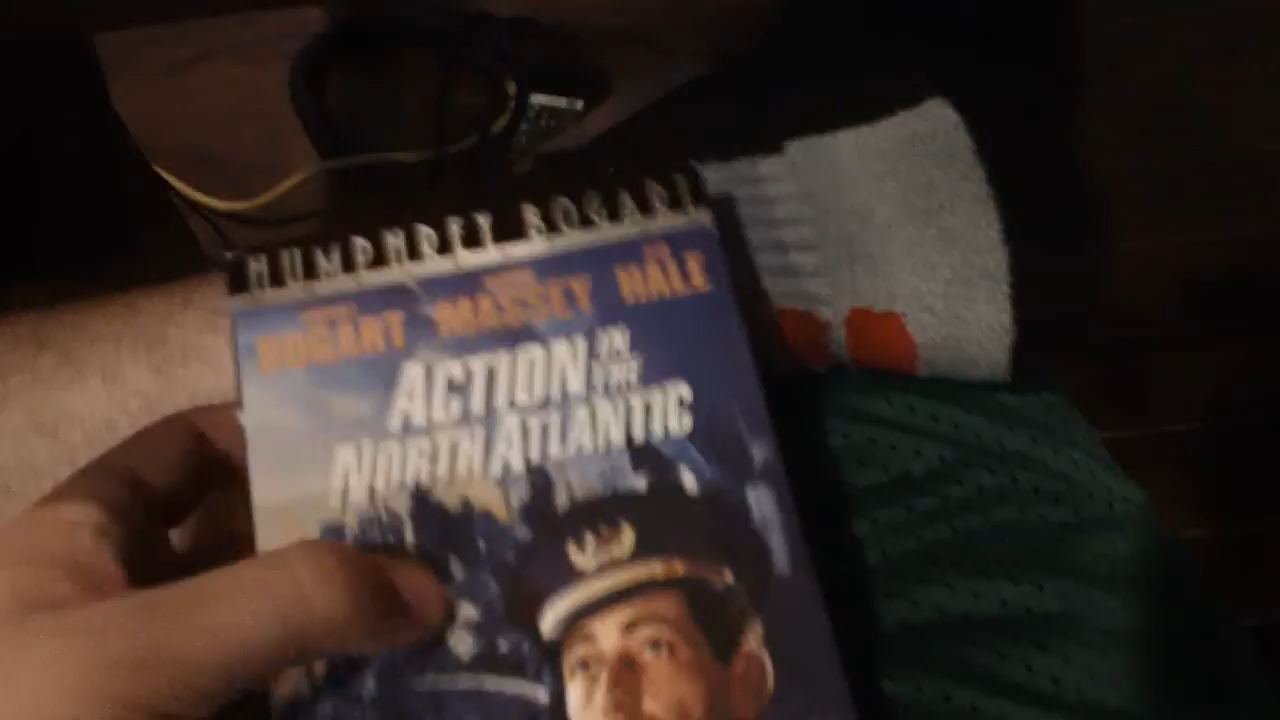 HUMPHREY BOGART
BOGART MASSEY HALE
ACTION IN THE
NORTH ATLANTIC